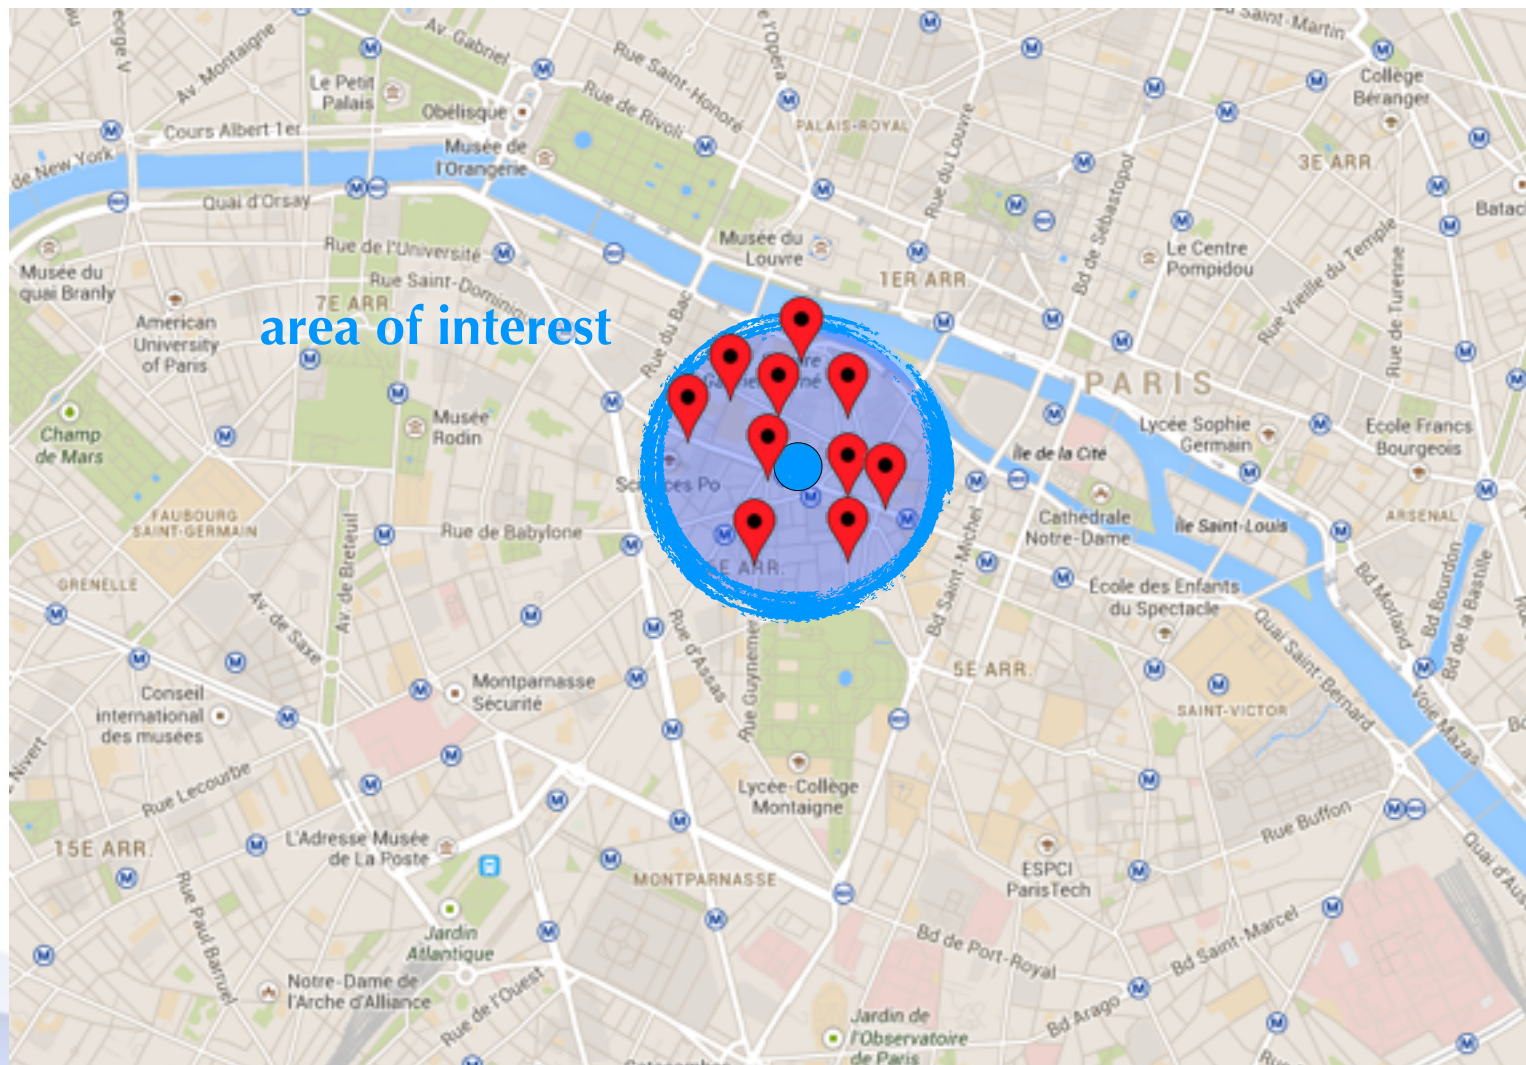 eorge V
Av. Montaigne
Av. Gabriel
Le Petit
Palais
Obélisque
Cours Albert 1er
de New York
Musée de
l'Orangerie
Quai d'Orsay
Rue de Rivoli
Rue Saint-Honoré
e l'Opéra
PALAIS-ROYAL
Rue du Louvre
Bd de Sébastopol
Saint-Martin
Collège
Béranger
3E ARR.
Batacl
Rue de l'Université
Rue Saint-Dominique
Musée du
quai Branly
7E ARR.
American
University
of Paris
area of interest
Rue du Bac
Musée du
Louvre
1ER ARR.
Le Centre
Pompidou
Rue Vieille du Temple
Rue de Turenne
PARIS
Champ
de Mars
Musée
Rodin
Lycée Sophie
Germain
Ecole Francs
Bourgeois
Île de la Cité
Sciences Po
FAUBOURG
SAINT-GERMAIN
Rue de Babylone
Cathédrale
Notre-Dame
Île Saint-Louis
ARSENAL
GRENELLE
Av. de Breteuil
Av. de Saxe
E ARR.
Bd Saint-Michel
École des Enfants
du Spectacle
Bd Morland
Bd Bourdon
Bd de la Bastille
Rue d'Assas
Rue Guyneme
5E ARR.
Quai Saint-Bernard
Voie Mazas
Montparnasse
Sécurité
Conseil
international
des musées
SAINT-VICTOR
Nivert
Rue Lecourbe
Lycée-Collège
Montaigne
L'Adresse Musée
de La Poste
15E ARR.
Rue Buffon
Quai d'Aus
ESPCI
ParisTech
MONTPARNASSE
Rue Paul Barruel
Jardin
Atlantique
Bd de Port-Royal
Bd Saint-Marcel
Notre-Dame de
l'Arche d'Alliance
Rue de l'Ouest
Bd Arago
Jardin de
l'Observatoire
de Paris